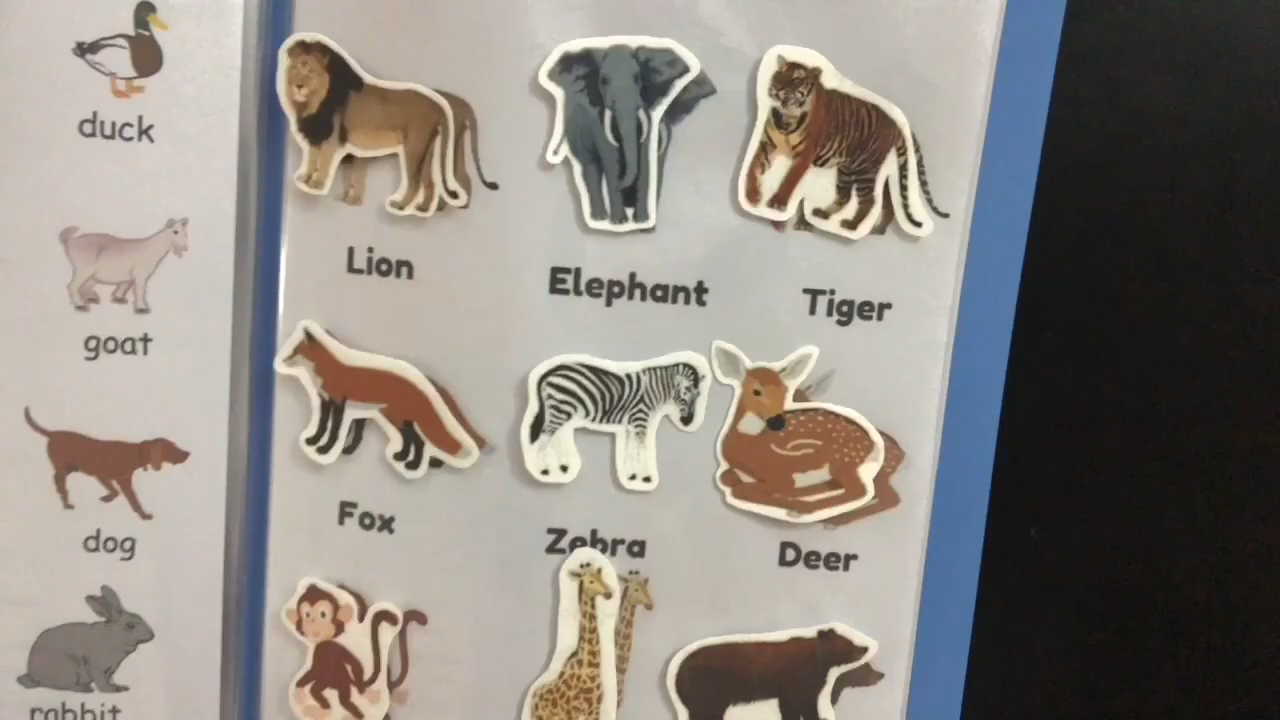 duck
goat
dog
rabbit
Lion
Elephant
Tiger
Fox
Zebra
Deer